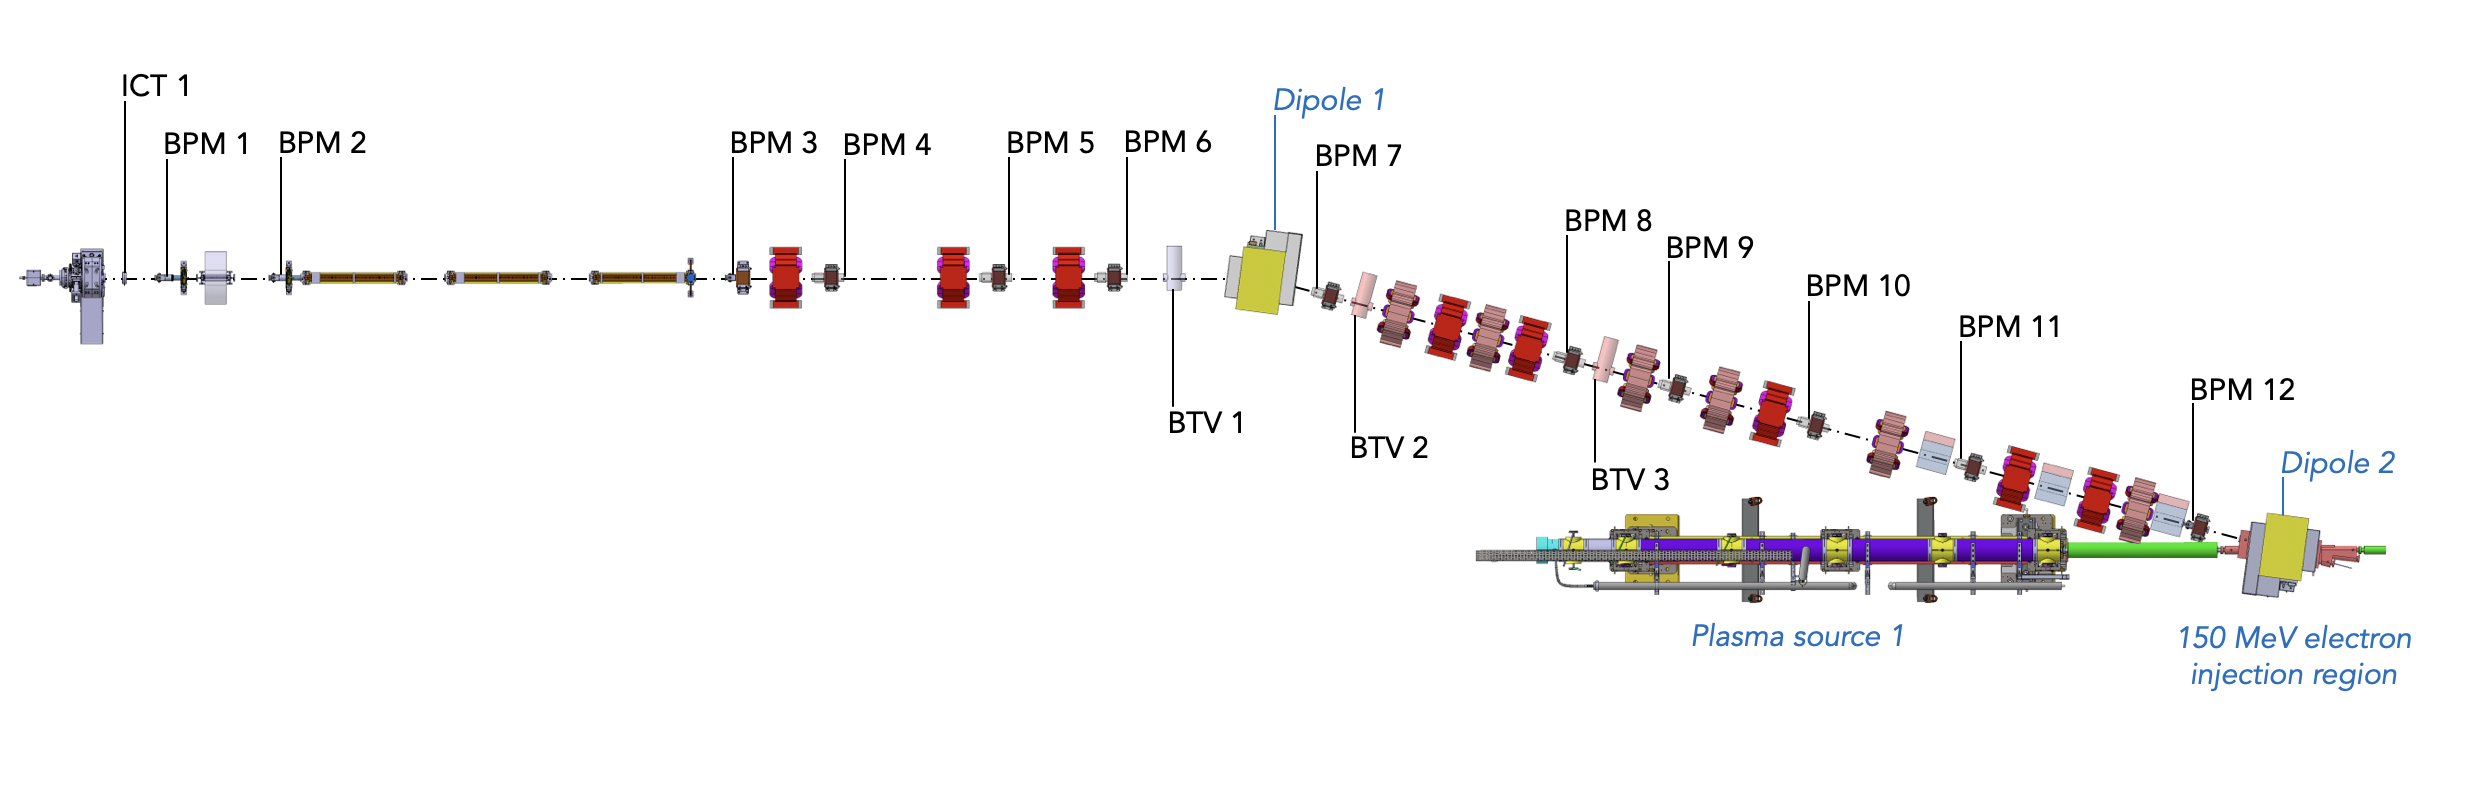 ICT 1
BPM 1
BPM 2
BPM 3
BPM 4
BPM 5
BPM 6
Dipole 1
BPM 7
BPM 8
BPM 9
BPM 10
BPM 11
BPM 12
BTV 1
BTV 2
BTV 3
Dipole 2
Plasma source 1
150 MeV electron
injection region